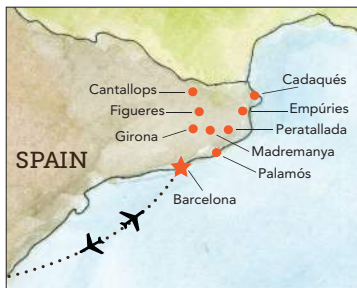 Cantallops
Cadaqués
Figueres
Empúries
Girona
Peratallada
Madremanya
SPAIN
Palamós
Barcelona